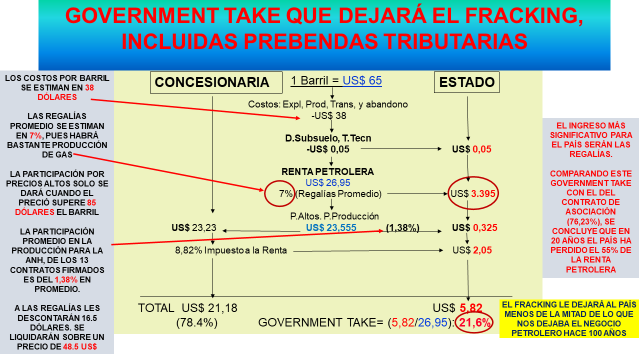 GOVERNMENT TAKE QUE DEJARÁ EL FRACKING,
INCLUIDAS PREBENDAS TRIBUTARIAS
LOS COSTOS POR BARRIL
SE ESTIMAN EN 38
DÓLARES
LAS REGALÍAS
PROMEDIO SE ESTIMAN
EN 7%, PUES HABRÁ
BASTANTE PRODUCCIÓN
DE GAS
LA PARTICIPACIÓN POR
PRECIOS ALTOS SOLO SE
DARÁ CUANDO EL
PRECIÓ SUPERE 85
DÓLARES EL BARRIL
LA PARTICIPACIÓN
PROMEDIO EN LA
PRODUCCIÓN PARA LA
ANH, DE LOS 13
CONTRATOS FIRMADOS
ES DEL 1,38% EN
PROMEDIO.
A LAS REGALÍAS LES
DESCONTARÁN 16.5
DÓLARES. SE
LIQUIDARÁN SOBRE UN
PRECIO DE 48.5 US$
CONCESIONARIA
1 Barril = US$ 65
ESTADO
Costos: Expl, Prod, Trans, y abandono
-US$ 38
D.Subsuelo, T.Tecn
-US$ 0,05
US$ 0,05
RENTA PETROLERA
US$ 26,95
7% (Regalías Promedio)
US$ 3.395
P.Altos. P.Producción
US$ 23,23
US$ 23,555
(1,38%)
US$ 0,325
8,82% Impuesto a la Renta
US$ 2,05
TOTAL US$ 21,18
US$ 5,82
(78.4%)
GOVERNMENT TAKE= (5,82/26,95): 21,6%
EL INGRESO MÁS
SIGNIFICATIVO PARA
EL PAÍS SERÁN LAS
REGALÍAS.
COMPARANDO ESTE
GOVERNMENT TAKE
CON EL DEL
CONTRATO DE
ASOCIACIÓN
(76,23%), SE
CONCLUYE QUE EN
20 AÑOS EL PAÍS HA
PERDIDO EL 55% DE
LA RENTA
PETROLERA
EL FRACKING LE DEJARÁ AL PAÍS
MENOS DE LA MITAD DE LO QUE
NOS DEJABA EL NEGOCIO
PETROLERO HACE 100 AÑOS